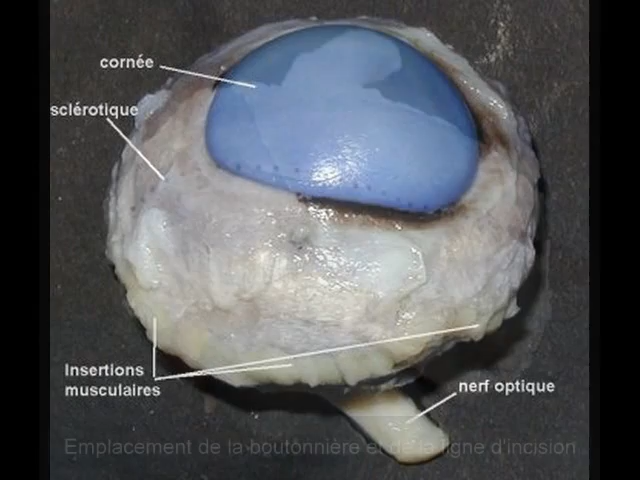 cornée
sclérotique
Insertions
musculaires
nerf optique
Emplacement de la boutonnière et de la ligne d'incision